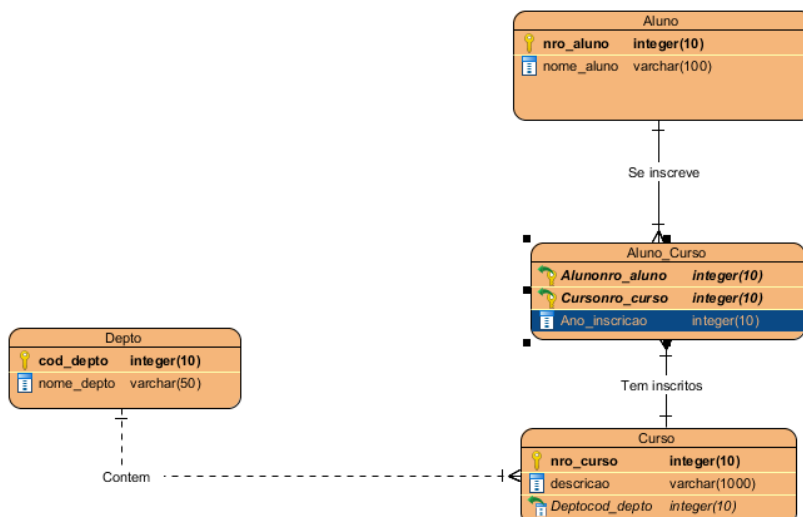 Aluno
nro_aluno integer(10)
nome_aluno varchar(100)
Se inscreve
Aluno_Curso
Alunonro_aluno integer(10)
Cursonro_curso integer(10)
Ano_inscricao integer(10)
Depto
cod_depto integer(10)
nome_depto varchar(50)
Tem inscritos
Contem
Curso
nro_curso integer(10)
descricao varchar(1000)
Deptocod_depto integer(10)